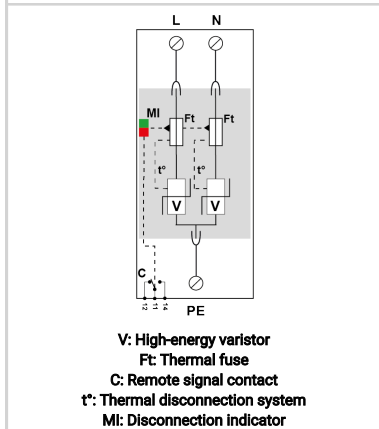 L N
MI
Ft Ft
t° t°
V V
C
12 11 14
PE
V: High-energy varistor
Ft: Thermal fuse
C: Remote signal contact
t°: Thermal disconnection system
MI: Disconnection indicator